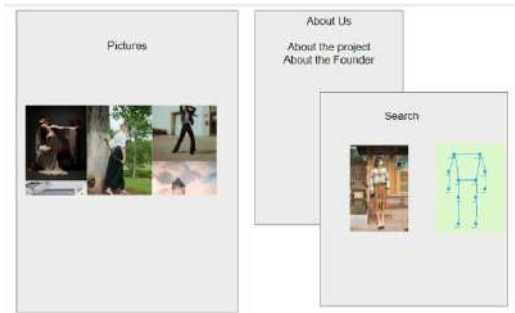 Pictures
About Us
About the project
About the Founder
Search